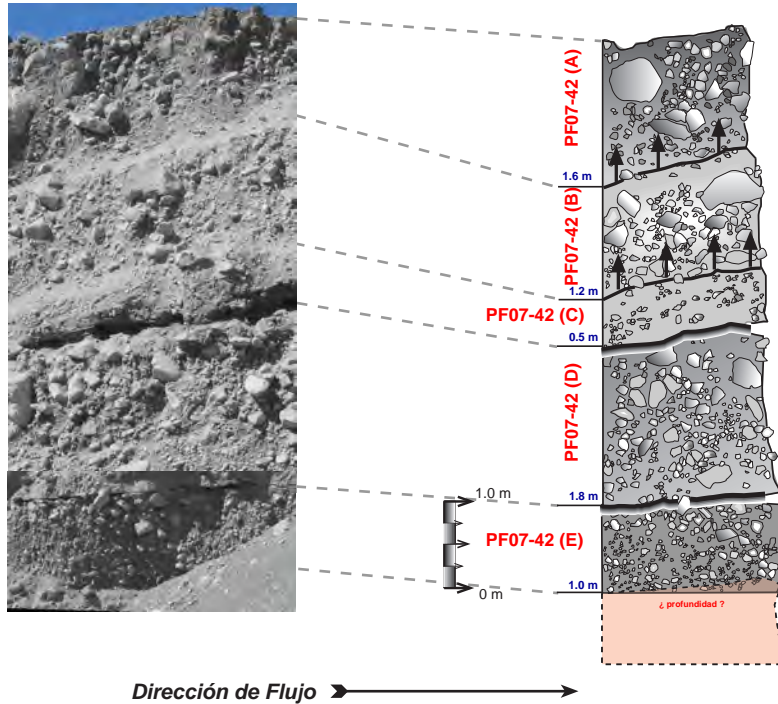 PF07-42 (A)
1.6 m
PF07-42 (B)
1.2 m
PF07-42 (C)
0.5 m
PF07-42 (D)
1.8 m
1.0 m
PF07-42 (E)
0 m
1.0 m
¿ profundidad ?
Dirección de Flujo